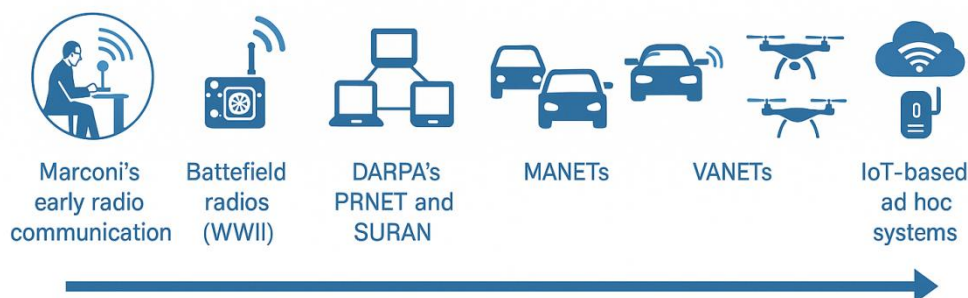 Marconi's
early radio
communication
Battefield
radios
(WWII)
DARPA's
PRNET and
SURAN
MANETs
VANETs
IoT-based
ad hoc
systems